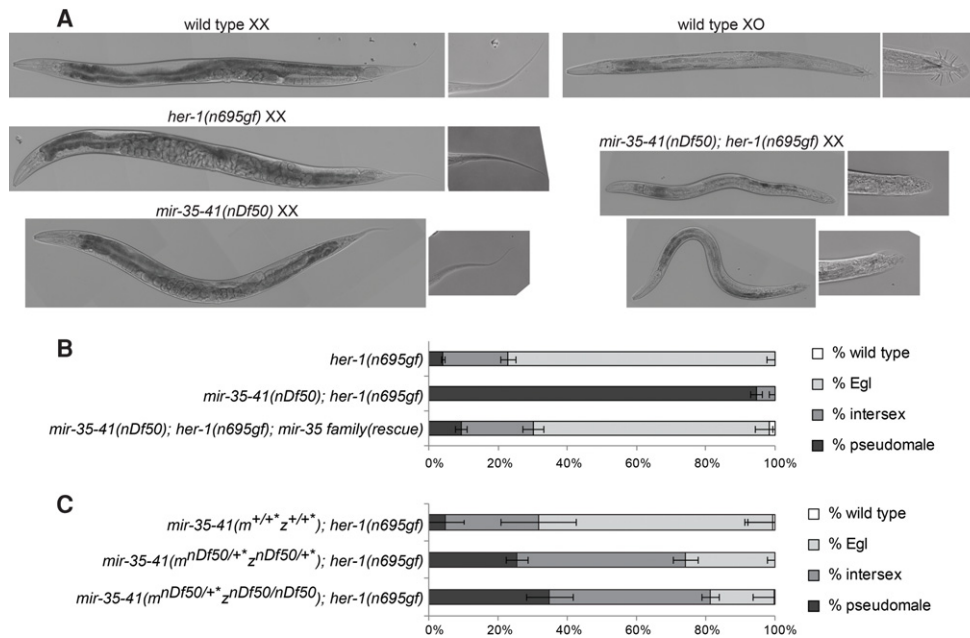 A
wild type XX
wild type XO
her-1(n695gf) XX
mir-35-41(nDf50); her-1(n695gf) XX
mir-35-41(nDf50) XX
B
her-1(n695gf)
mir-35-41(nDf50); her-1(n695gf)
mir-35-41(nDf50); her-1(n695gf); mir-35 family(rescue)
0% 20% 40% 60% 80% 100%
% wild type
% Egl
% intersex
% pseudomale
C
mir-35-41(m+/+*z+/+*); her-1(n695gf)
mir-35-41(mnDf50/+*znDf50/+*); her-1(n695gf)
mir-35-41(mnDf50/+*znDf50/nDf50); her-1(n695gf)
0% 20% 40% 60% 80% 100%
% wild type
% Egl
% intersex
% pseudomale